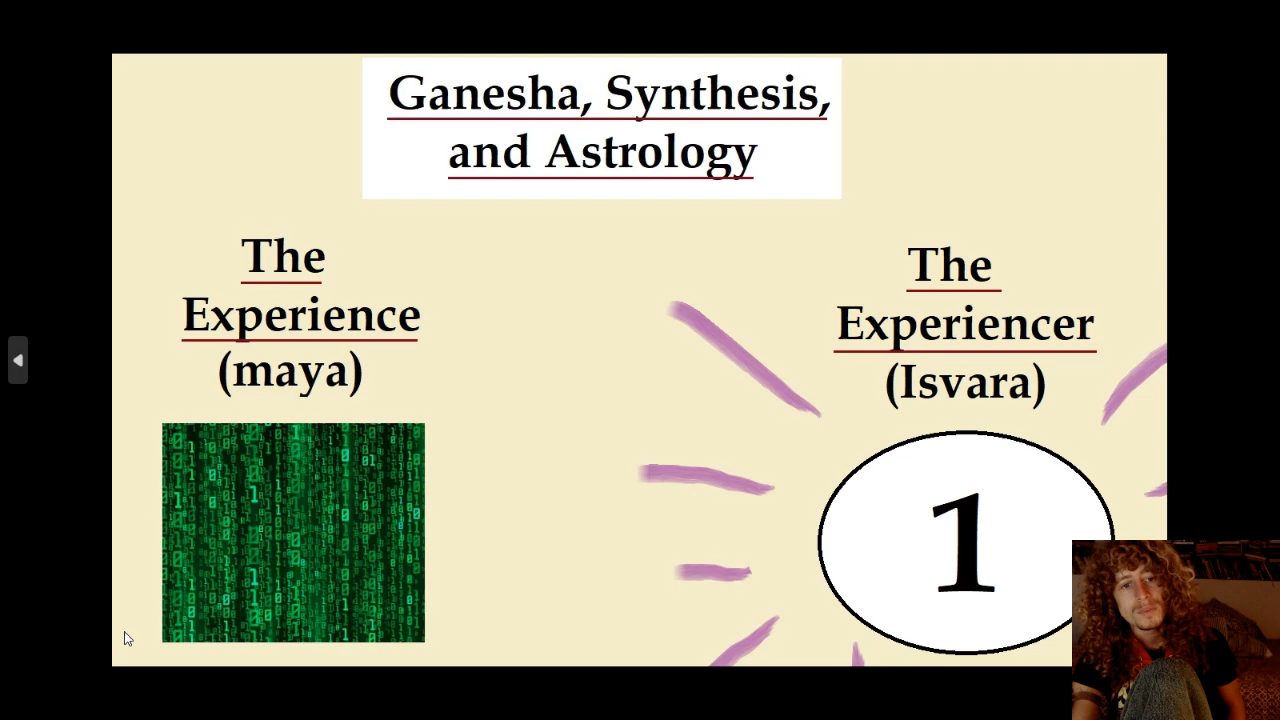 Ganesha, Synthesis,
and Astrology
The
Experience
(maya)
The
Experiencer
(Isvara)
1